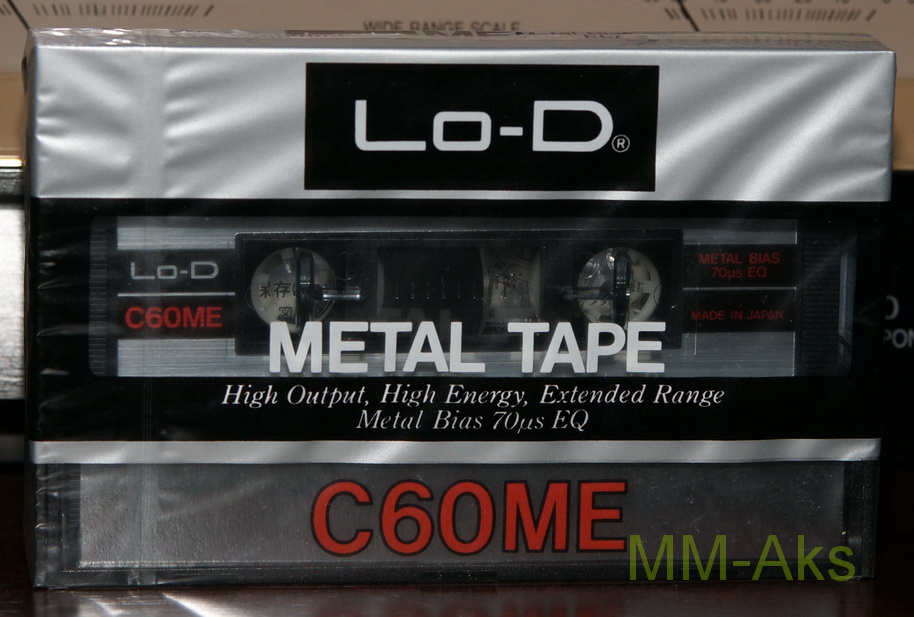 WIDE RANGE SCALE
Lo-D®
Lo-D
C60ME
METAL BIAS
70μs EQ
MADE IN JAPAN
METAL TAPE
High Output, High Energy, Extended Range
Metal Bias 70μs EQ
C60ME
MM-Aks